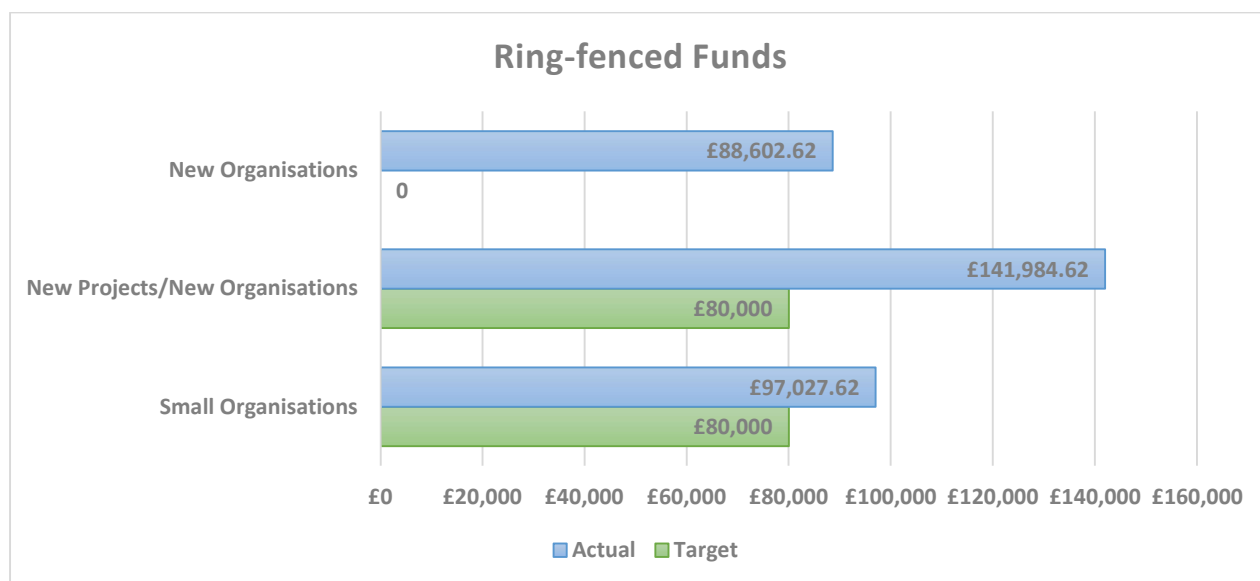 Ring-fenced Funds
New Organisations
£88,602.62
0
New Projects/New Organisations
£141,984.62
£80,000
Small Organisations
£97,027.62
£80,000
£0 £20,000 £40,000 £60,000 £80,000 £100,000 £120,000 £140,000 £160,000
Actual Target